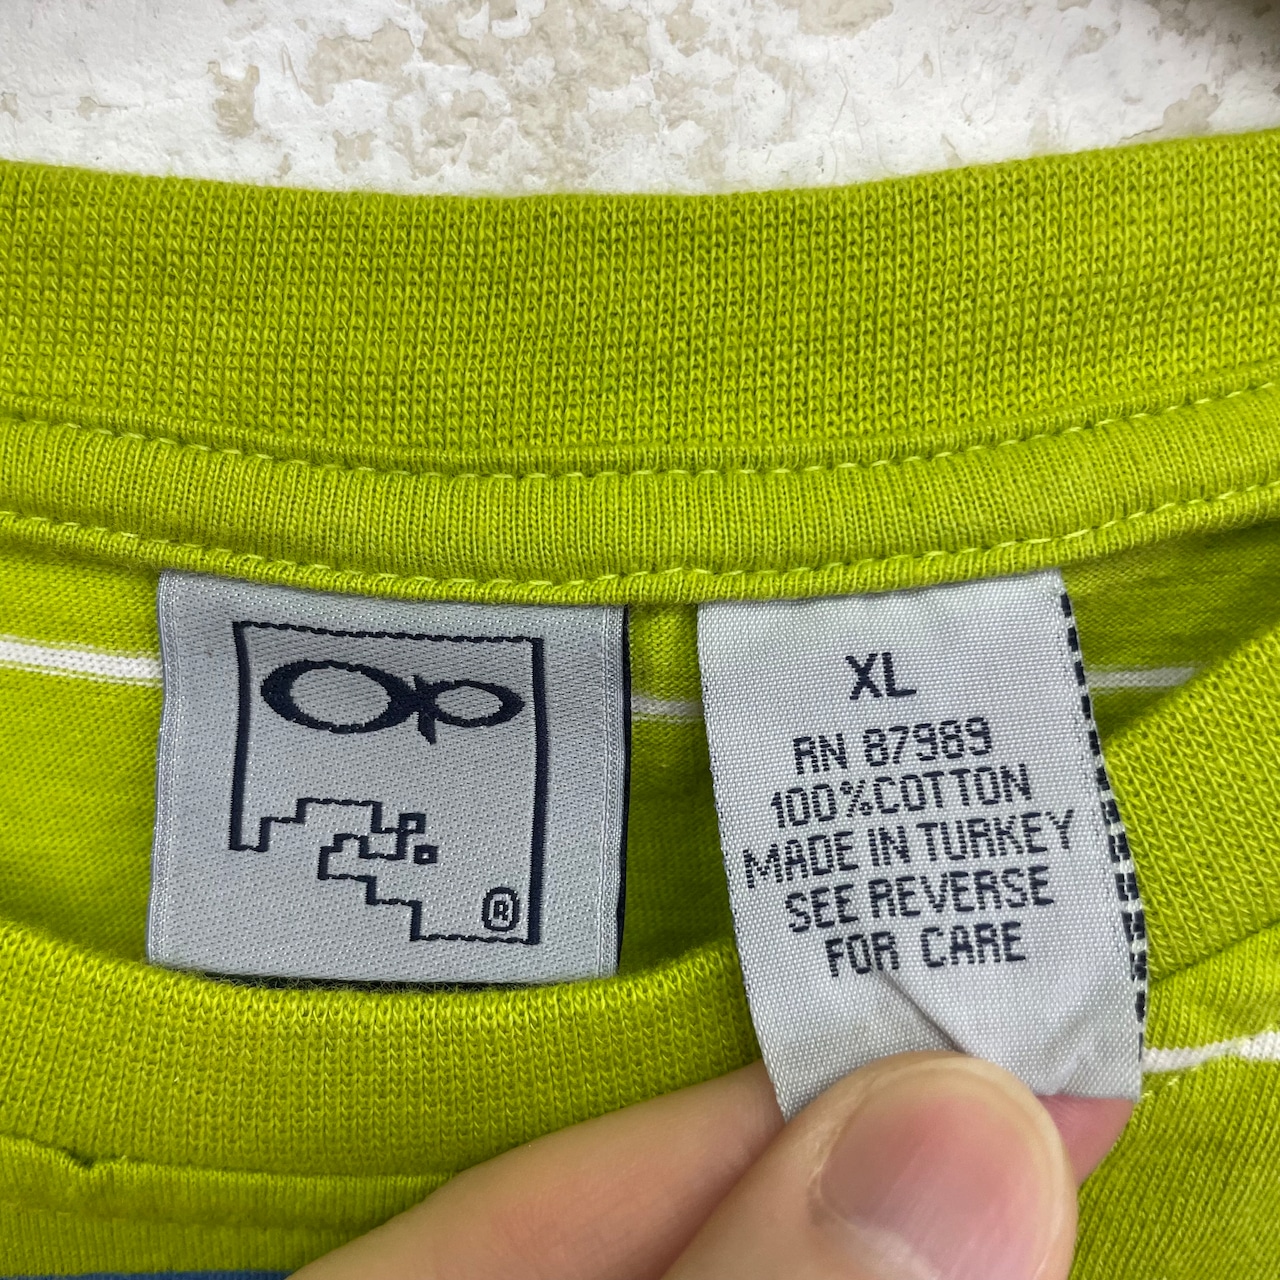 Op
®
XL
RN 87989
100%COTTON
MADE IN TURKEY
SEE REVERSE
FOR CARE